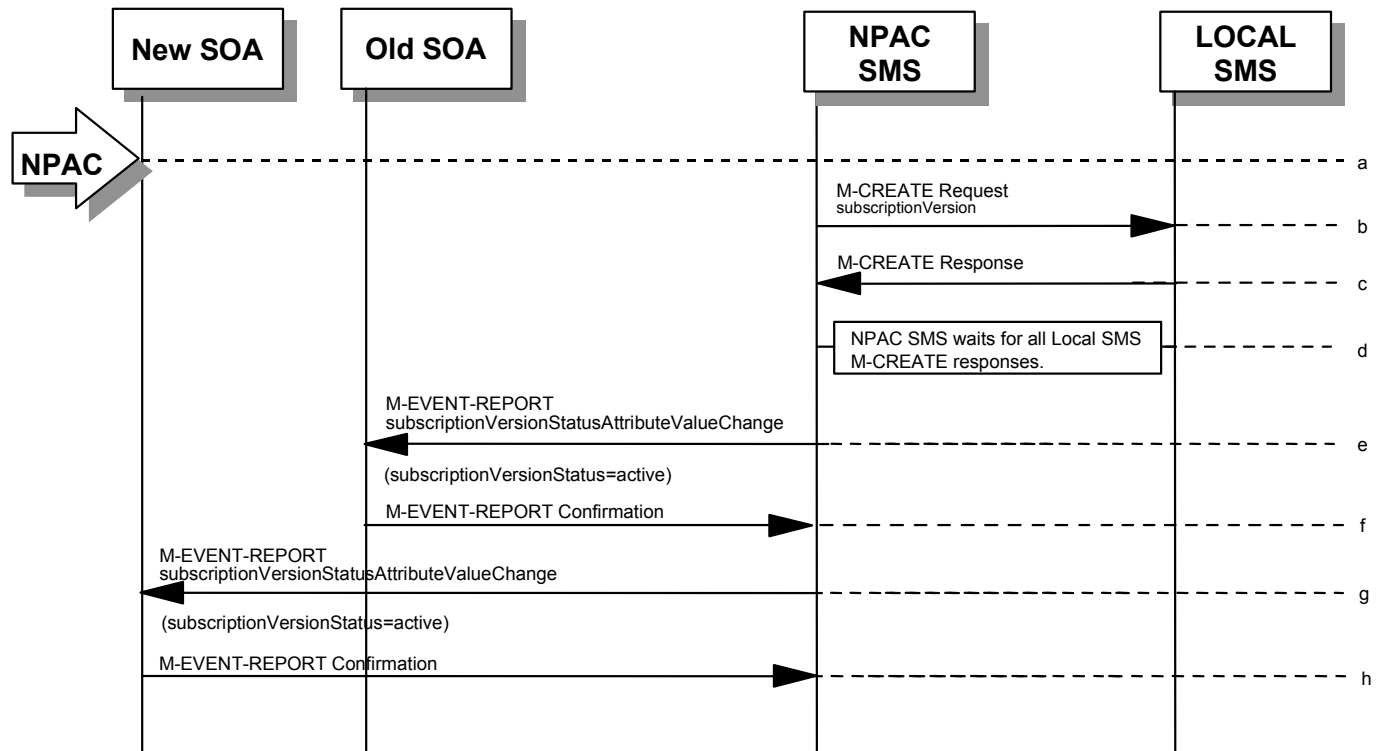 New SOA
Old SOA
NPAC
SMS
LOCAL
SMS
NPAC
a
M-CREATE Request
subscriptionVersion
b
M-CREATE Response
c
NPAC SMS waits for all Local SMS
M-CREATE responses.
d
M-EVENT-REPORT
subscriptionVersionStatusAttributeValueChange
e
(subscriptionVersionStatus=active)
M-EVENT-REPORT Confirmation
f
M-EVENT-REPORT
subscriptionVersionStatusAttributeValueChange
g
(subscriptionVersionStatus=active)
M-EVENT-REPORT Confirmation
h